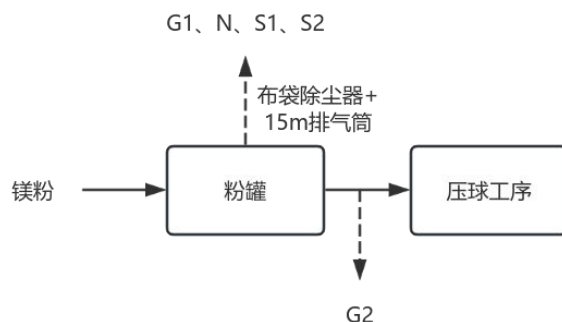 G1、N、S1、S2
布袋除尘器+
15m排气筒
镁粉
粉罐
压球工序
G2